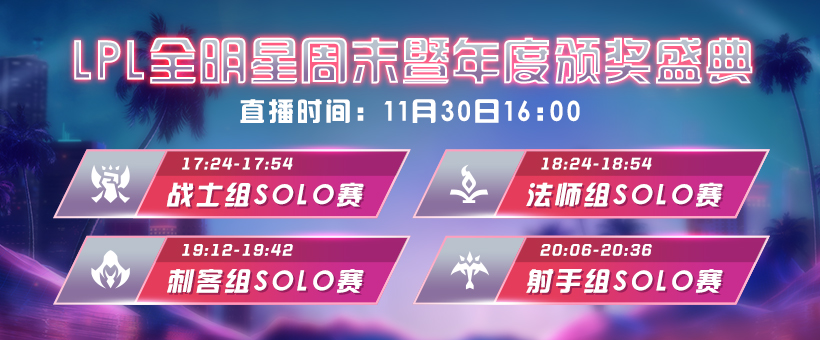 LPL全明星周末暨年度颁奖盛典
直播时间：11月30日16:00
17:24-17:54
战士组SOLO赛
18:24-18:54
法师组SOLO赛
19:12-19:42
刺客组SOLO赛
20:06-20:36
射手组SOLO赛